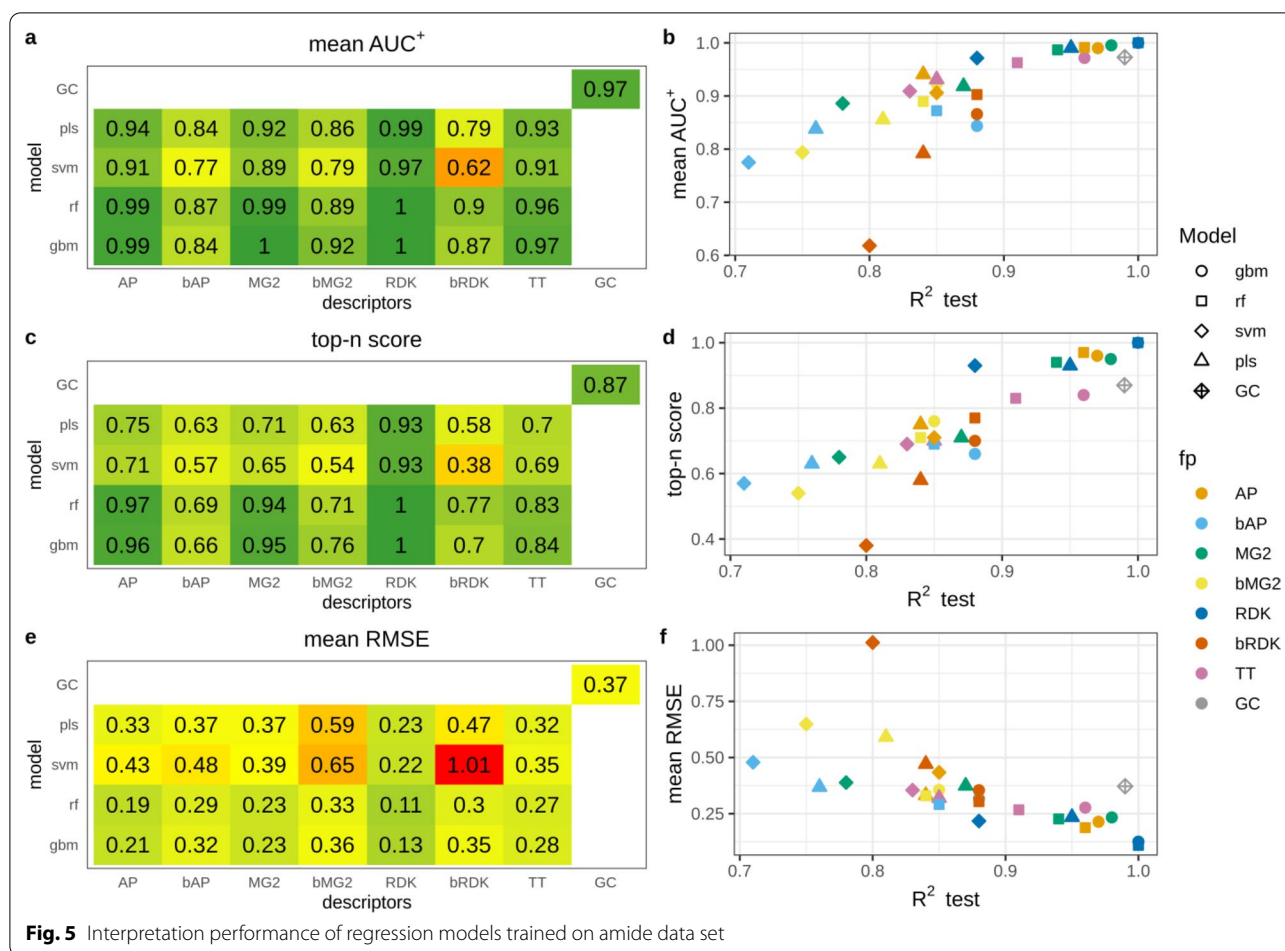 a
mean AUC+
GC 0.97
pls 0.94 0.84 0.92 0.86 0.99 0.79 0.93
svm 0.91 0.77 0.89 0.79 0.97 0.62 0.91
rf 0.99 0.87 0.99 0.89 1 0.9 0.96
gbm 0.99 0.84 1 0.92 1 0.87 0.97
model
AP bAP MG2 bMG2 RDK bRDK TT GC
descriptors
b
mean AUC+
1.0
0.9
0.8
0.7
0.6
0.7 0.8 0.9 1.0
R2 test
c
top-n score
GC 0.87
pls 0.75 0.63 0.71 0.63 0.93 0.58 0.7
svm 0.71 0.57 0.65 0.54 0.93 0.38 0.69
rf 0.97 0.69 0.94 0.71 1 0.77 0.83
gbm 0.96 0.66 0.95 0.76 1 0.7 0.84
model
AP bAP MG2 bMG2 RDK bRDK TT GC
descriptors
d
top-n score
1.0
0.8
0.6
0.4
0.7 0.8 0.9 1.0
R2 test
e
mean RMSE
GC 0.37
pls 0.33 0.37 0.37 0.59 0.23 0.47 0.32
svm 0.43 0.48 0.39 0.65 0.22 1.01 0.35
rf 0.19 0.29 0.23 0.33 0.11 0.3 0.27
gbm 0.21 0.32 0.23 0.36 0.13 0.35 0.28
model
AP bAP MG2 bMG2 RDK bRDK TT GC
descriptors
f
mean RMSE
1.00
0.75
0.50
0.25
0.7 0.8 0.9 1.0
R2 test
Model
gbm
rf
svm
pls
GC
fp
AP
bAP
MG2
bMG2
RDK
bRDK
TT
GC
Fig. 5 Interpretation performance of regression models trained on amide data set